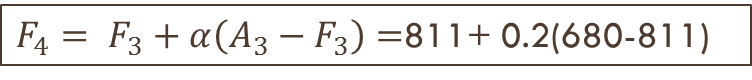 F₄ = F₃ + α(A₃ − F₃) =811+ 0.2(680-811)